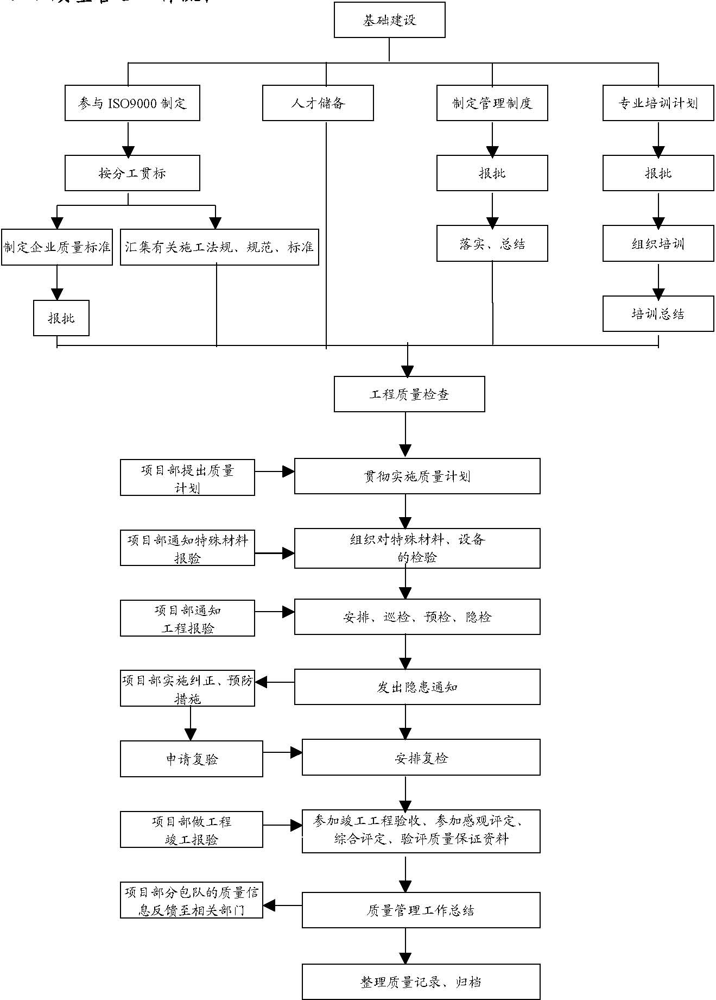 基础建设
参与 ISO9000 制定
人才储备
制定管理制度
专业培训计划
按分工贯标
报批
报批
制定企业质量标准
汇集有关施工法规、规范、标准
落实、总结
组织培训
报批
培训总结
工程质量检查
项目部提出质量
计划
贯彻实施质量计划
项目部通知特殊材料
报验
组织对特殊材料、设备
的检验
项目部通知
工程报验
安排、巡检、预检、隐检
项目部实施纠正、预防
措施
发出隐患通知
申请复验
安排复检
项目部做工程
竣工报验
参加竣工工程验收、参加感观评定、
综合评定、验评质量保证资料
项目部分包队的质量信
息反馈至相关部门
质量管理工作总结
整理质量记录、归档